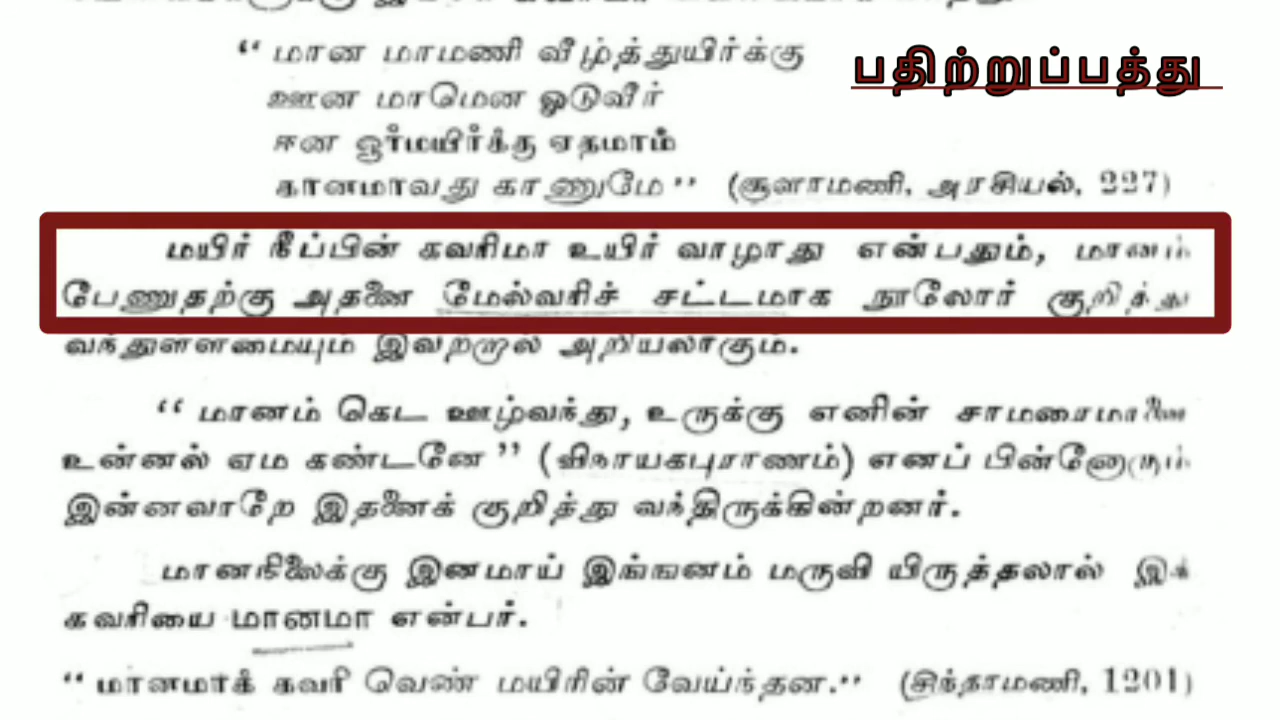 பதிற்றுப்பத்து
“ மான மாமணி வீழ்த்துயிர்க்கு
ஊன மாமென ஓடுவீர்
ஈன ஓர்மயிர்க்கு ஏதமாம்
கானமாவது காணுமே” (சூளாமணி, அரசியல், 227)
மயிர் நீப்பின் கவரிமா உயிர் வாழாது என்பதும், மானம்
பேணுதற்கு அதனை மேல்வரிச் சட்டமாக நூலோர் குறித்து
வந்துள்ளமையும் இவற்றால் அறியலாகும்.
“ மானம் கெட ஊழ்வந்து, உருக்கு எனின் சாமரைமானை
உன்னல் ஏம கண்டனே” (விநாயகபுராணம்) எனப் பின்னோரும்
இன்னவாறே இதனைக் குறித்து வந்திருக்கின்றனர்.
மானநிலைக்கு இனமாய் இங்ஙனம் மருவி யிருத்தலால் இக்
கவரியை மானமா என்பர்.
“ மானமாக் கவரி வெண் மயிரின் வேய்ந்தன.” (சிந்தாமணி, 1201)